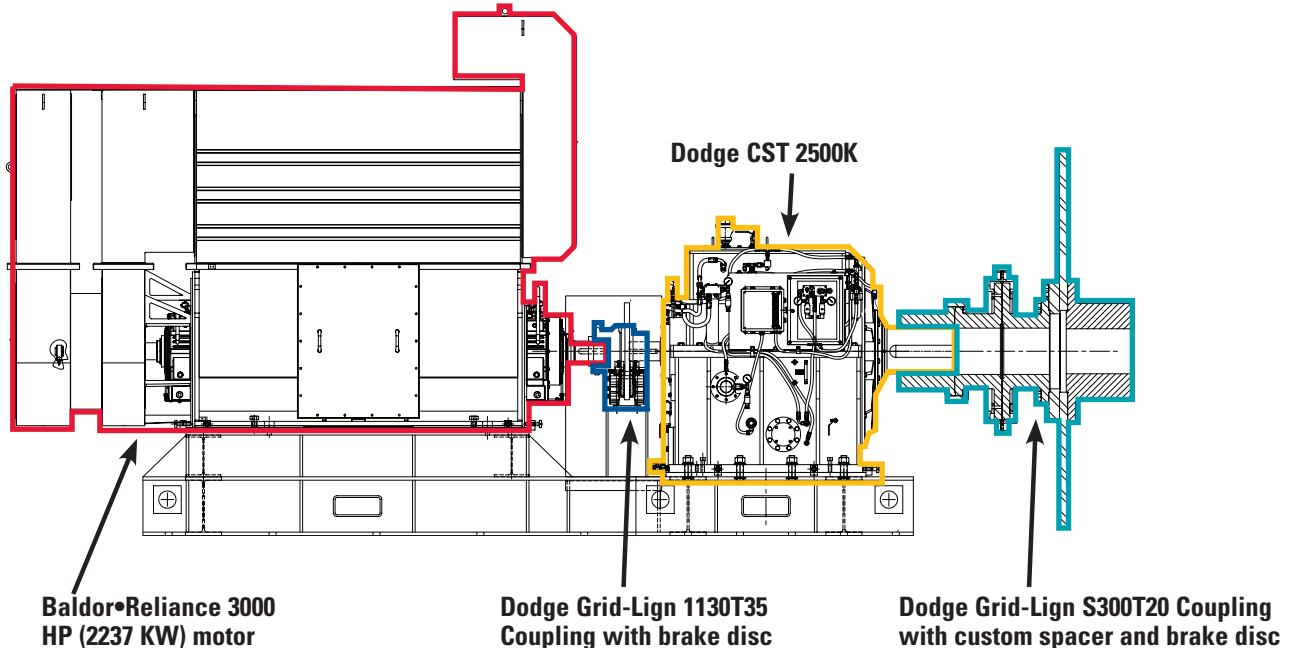 Dodge CST 2500K
Baldor•Reliance 3000
HP (2237 KW) motor
Dodge Grid-Lign 1130T35
Coupling with brake disc
Dodge Grid-Lign S300T20 Coupling
with custom spacer and brake disc